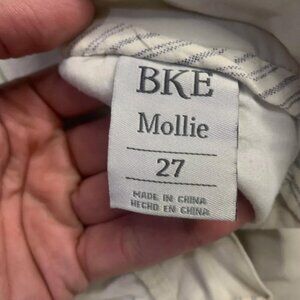 BKE
Mollie
27
MADE IN CHINA
HECHO EN CHINA